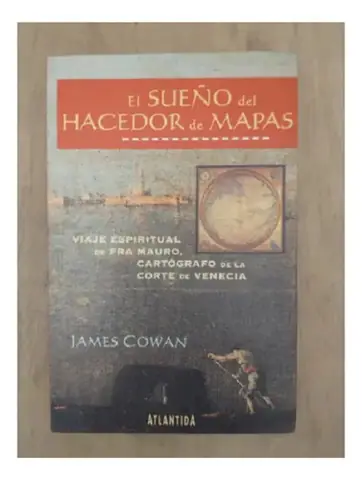 El SUEÑO del
HACEDOR de MAPAS
VIAJE ESPIRITUAL
DE FRA MAURO,
CARTÓGRAFO DE LA
CORTE DE VENECIA
JAMES COWAN
ATLANTIDA